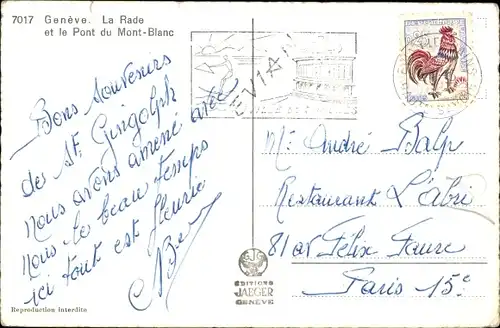 7017 Genève. La Rade
et le Pont du Mont-Blanc
EVIAN
Bons Souvenirs
des St. Gingolph
nous avons amené avec
nous le beau temps
ici tout est fleurie
Mr André Balp
Restaurant L'abri
81 av Félix Faure
Paris 15e
EDITIONS
JAEGER
GENÈVE
Reproduction interdite